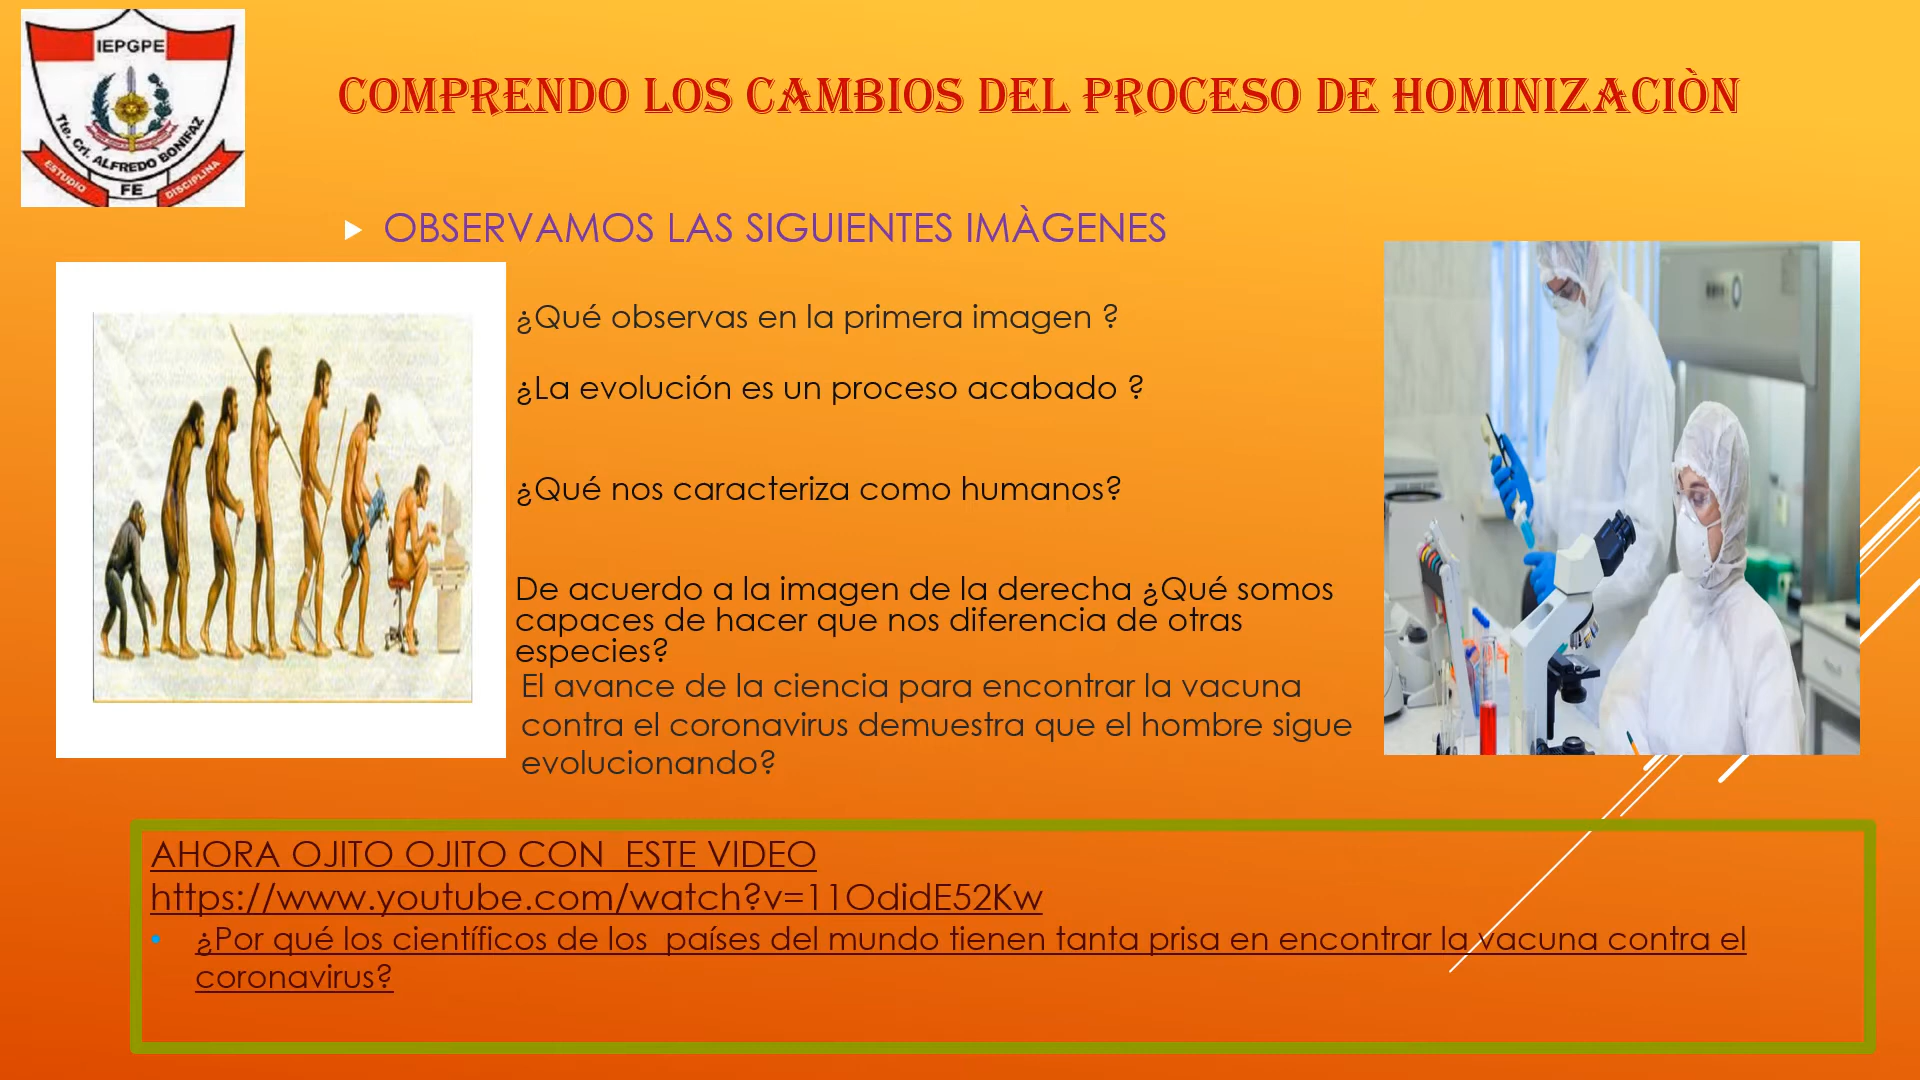 IEPGPE
Tte. Crl. ALFREDO BONIFAZ
ESTUDIO
FE
DISCIPLINA
COMPRENDO LOS CAMBIOS DEL PROCESO DE HOMINIZACIÒN
OBSERVAMOS LAS SIGUIENTES IMÀGENES
¿Qué observas en la primera imagen ?
¿La evolución es un proceso acabado ?
¿Qué nos caracteriza como humanos?
De acuerdo a la imagen de la derecha ¿Qué somos
capaces de hacer que nos diferencia de otras
especies?
El avance de la ciencia para encontrar la vacuna
contra el coronavirus demuestra que el hombre sigue
evolucionando?
AHORA OJITO OJITO CON  ESTE VIDEO
https://www.youtube.com/watch?v=11OdidE52Kw
• ¿Por qué los científicos de los  países del mundo tienen tanta prisa en encontrar la vacuna contra el
coronavirus?